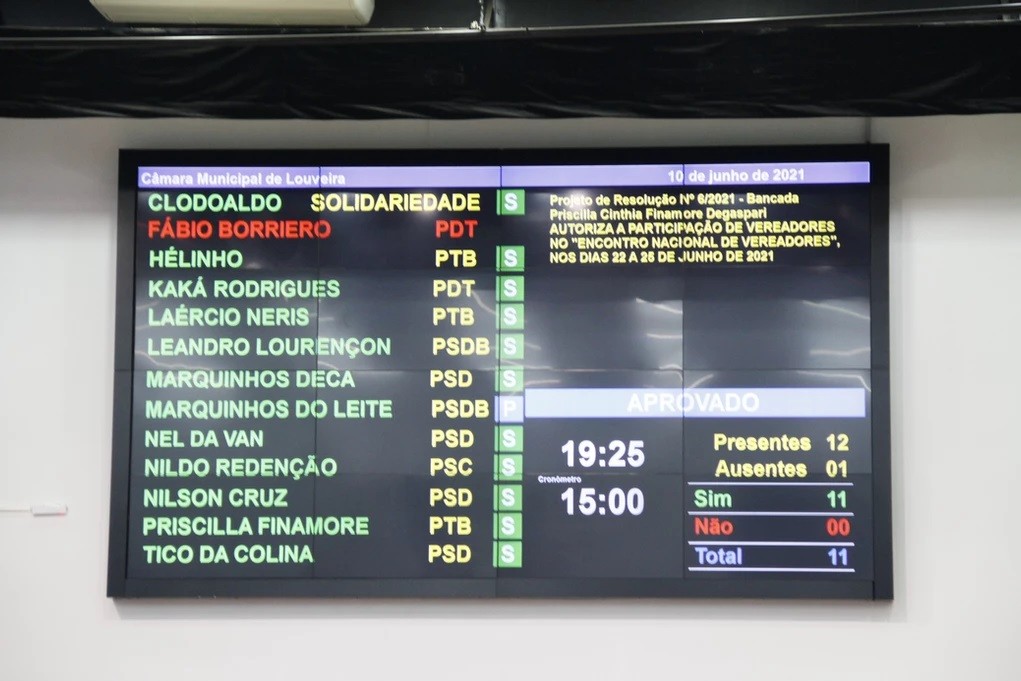 Câmara Municipal de Louveira 10 de junho de 2021
CLODOALDO SOLIDARIEDADE S
FÁBIO BORRIERO PDT
HÉLINHO PTB S
KAKÁ RODRIGUES PDT S
LAÉRCIO NERIS PTB S
LEANDRO LOURENÇON PSDB S
MARQUINHOS DECA PSD S
MARQUINHOS DO LEITE PSDB P
NEL DA VAN PSD S
NILDO REDENÇÃO PSC S
NILSON CRUZ PSD S
PRISCILLA FINAMORE PTB S
TICO DA COLINA PSD S
Projeto de Resolução Nº 6/2021 - Bancada
Priscilla Cinthia Finamore Degaspari
AUTORIZA A PARTICIPAÇÃO DE VEREADORES
NO "ENCONTRO NACIONAL DE VEREADORES",
NOS DIAS 22 A 25 DE JUNHO DE 2021
APROVADO
19:25
Cronômetro
15:00
Presentes 12
Ausentes 01
Sim 11
Não 00
Total 11